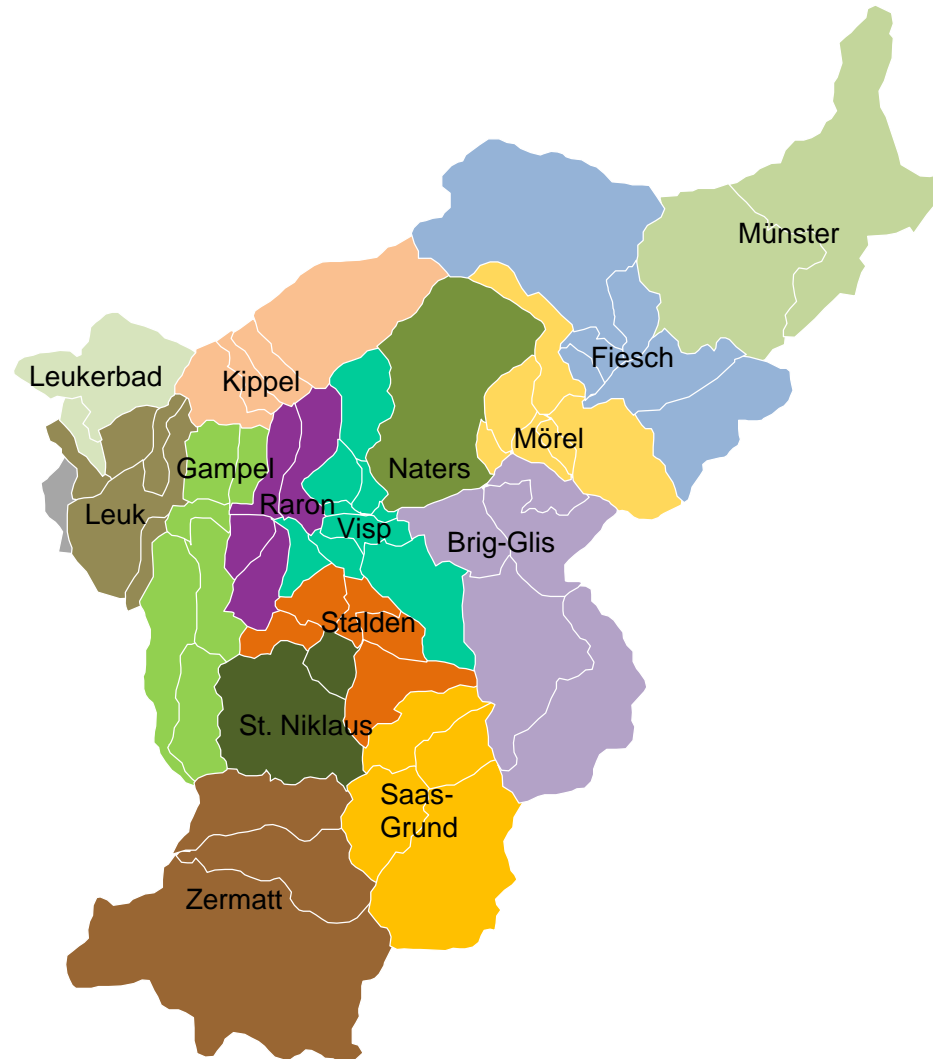 Münster
Fiesch
Leukerbad
Kippel
Mörel
Gampel
Naters
Raron
Leuk
Visp
Brig-Glis
Stalden
St. Niklaus
Saas-
Grund
Zermatt